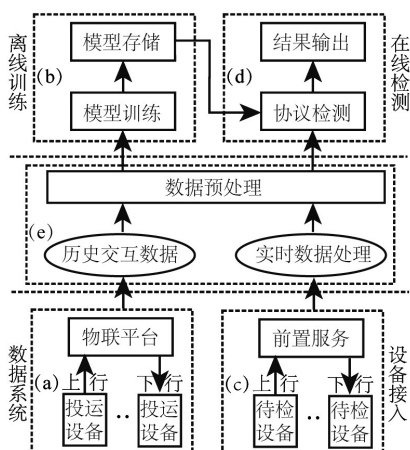 离线训练
模型存储
(b)
模型训练
结果输出
(d)
协议检测
在线检测
数据预处理
(e)
历史交互数据
实时数据处理
数据系统
物联平台
(a)
上行
下行
投运设备
..
投运设备
前置服务
(c)
上行
下行
待检设备
..
待检设备
设备接入